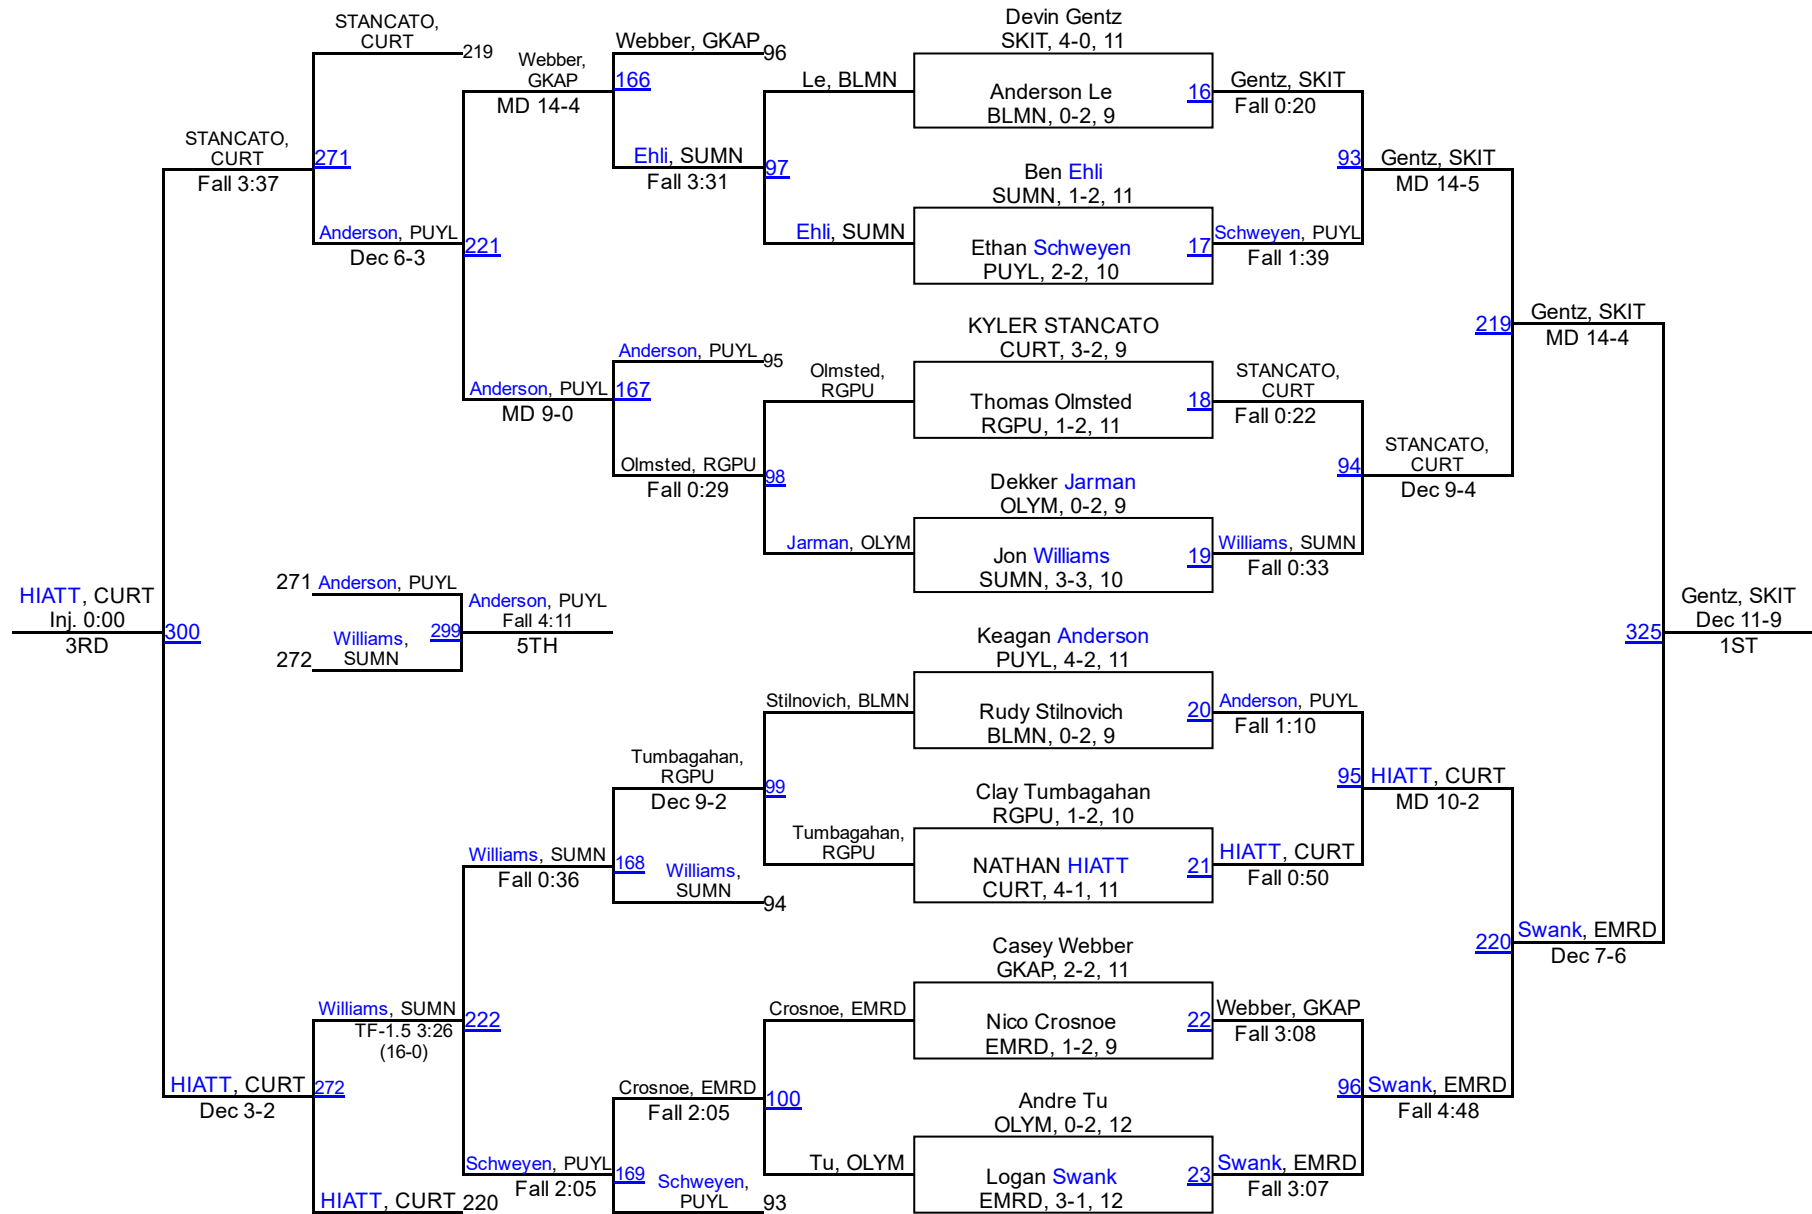 STANCATO,
CURT
219
Webber,
GKAP
MD 14-4
Webber, GKAP
96
166
Le, BLMN
Devin Gentz
SKIT, 4-0, 11
Anderson Le
BLMN, 0-2, 9
16
Gentz, SKIT
Fall 0:20
STANCATO,
CURT
Fall 3:37
271
Ehli, SUMN
Fall 3:31
97
Ben Ehli
SUMN, 1-2, 11
93
Gentz, SKIT
MD 14-5
Anderson, PUYL
Dec 6-3
221
Ehli, SUMN
Ethan Schweyen
PUYL, 2-2, 10
17
Schweyen, PUYL
Fall 1:39
KYLER STANCATO
CURT, 3-2, 9
219
Gentz, SKIT
MD 14-4
Anderson, PUYL
95
Anderson, PUYL
MD 9-0
167
Olmsted,
RGPU
Thomas Olmsted
RGPU, 1-2, 11
18
STANCATO,
CURT
Fall 0:22
Olmsted, RGPU
Fall 0:29
98
Dekker Jarman
OLYM, 0-2, 9
94
STANCATO,
CURT
Dec 9-4
Jarman, OLYM
Jon Williams
SUMN, 3-3, 10
19
Williams, SUMN
Fall 0:33
HIATT, CURT
Inj. 0:00
3RD
300
271
Anderson, PUYL
272
Williams,
SUMN
299
Anderson, PUYL
Fall 4:11
5TH
Keagan Anderson
PUYL, 4-2, 11
325
Gentz, SKIT
Dec 11-9
1ST
Stilnovich, BLMN
Rudy Stilnovich
BLMN, 0-2, 9
20
Anderson, PUYL
Fall 1:10
Tumbagahan,
RGPU
Dec 9-2
99
Clay Tumbagahan
RGPU, 1-2, 10
95
HIATT, CURT
MD 10-2
Williams, SUMN
Fall 0:36
168
Williams,
SUMN
94
Tumbagahan,
RGPU
NATHAN HIATT
CURT, 4-1, 11
21
HIATT, CURT
Fall 0:50
Casey Webber
GKAP, 2-2, 11
220
Swank, EMRD
Dec 7-6
Williams, SUMN
TF-1.5 3:26
(16-0)
222
Crosnoe, EMRD
Nico Crosnoe
EMRD, 1-2, 9
22
Webber, GKAP
Fall 3:08
HIATT, CURT
Dec 3-2
272
Crosnoe, EMRD
Fall 2:05
100
Andre Tu
OLYM, 0-2, 12
96
Swank, EMRD
Fall 4:48
Schweyen, PUYL
Fall 2:05
169
Schweyen,
PUYL
93
Tu, OLYM
Logan Swank
EMRD, 3-1, 12
23
Swank, EMRD
Fall 3:07
HIATT, CURT
220